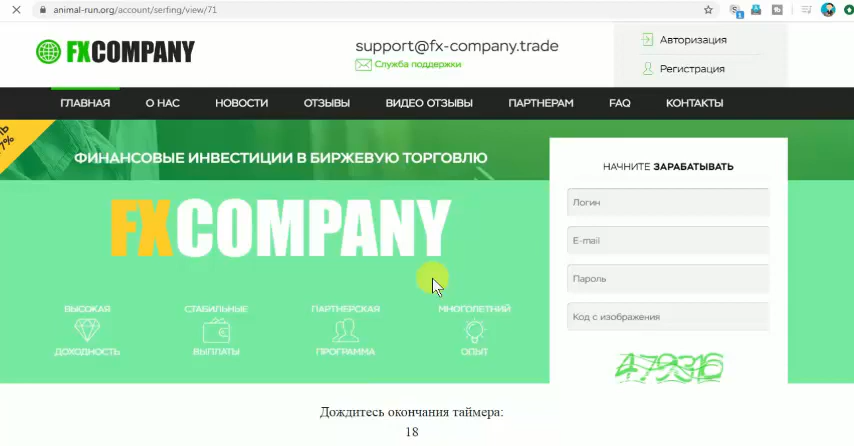 animal-run.org/account/serfing/view/71
FXCOMPANY
support@fx-company.trade
Служба поддержки
Авторизация
Регистрация
ГЛАВНАЯ О НАС НОВОСТИ ОТЗЫВЫ ВИДЕО ОТЗЫВЫ ПАРТНЕРАМ FAQ КОНТАКТЫ
7%
ФИНАНСОВЫЕ ИНВЕСТИЦИИ В БИРЖЕВУЮ ТОРГОВЛЮ
FXCOMPANY
ВЫСОКАЯ ДОХОДНОСТЬ
СТАБИЛЬНЫЕ ВЫПЛАТЫ
ПАРТНЕРСКАЯ ПРОГРАММА
МНОГОЛЕТНИЙ ОПЫТ
НАЧНИТЕ ЗАРАБАТЫВАТЬ
Логин
E-mail
Пароль
Код с изображения
479316
Дождитесь окончания таймера:
18